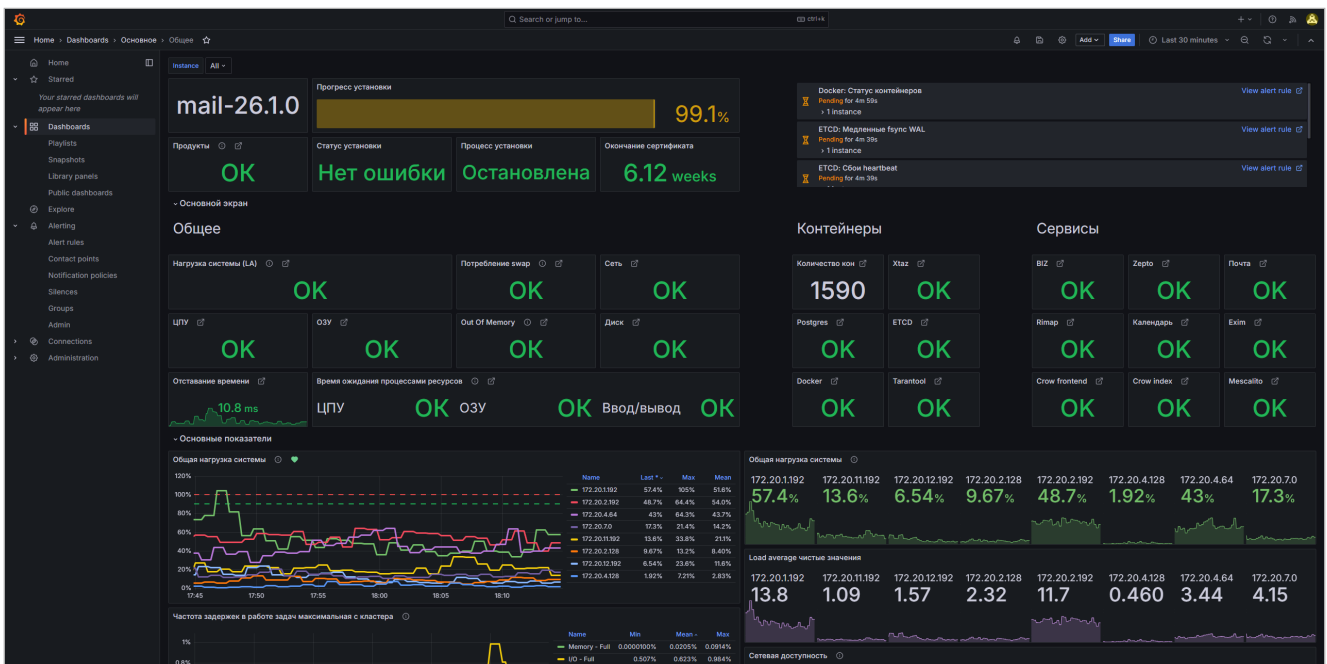 Search or jump to...
ctrl+k
Home › Dashboards › Основное › Общее
Add
Share
Last 30 minutes
Home
Starred
Your starred dashboards will
appear here
Dashboards
Playlists
Snapshots
Library panels
Public dashboards
Explore
Alerting
Alert rules
Contact points
Notification policies
Silences
Groups
Admin
Connections
Administration
Instance All
mail-26.1.0
Прогресс установки
99.1%
Продукты
OK
Статус установки
Нет ошибки
Процесс установки
Остановлена
Окончание сертификата
6.12 weeks
Docker: Статус контейнеров
View alert rule
Pending for 4m 59s
› 1 instance
ETCD: Медленные fsync WAL
View alert rule
Pending for 4m 39s
› 1 instance
ETCD: Сбои heartbeat
View alert rule
Pending for 4m 39s
Основной экран
Общее
Контейнеры
Сервисы
Нагрузка системы (LA)
OK
Потребление swap
OK
Сеть
OK
Количество кон
1590
Xtaz
OK
BIZ
OK
Zepto
OK
Почта
OK
ЦПУ
OK
ОЗУ
OK
Out Of Memory
OK
Диск
OK
Postgres
OK
ETCD
OK
Rimap
OK
Календарь
OK
Exim
OK
Отставание времени
10.8 ms
Время ожидания процессами ресурсов
ЦПУ OK ОЗУ OK Ввод/вывод OK
Docker
OK
Tarantool
OK
Crow frontend
OK
Crow index
OK
Mescalito
OK
Основные показатели
Общая нагрузка системы
120%
100%
80%
60%
40%
20%
0%
17:45 17:50 17:55 18:00 18:05 18:10
Name Last * Max Mean
172.20.1.192 57.4% 105% 51.6%
172.20.2.192 48.7% 64.4% 54.0%
172.20.4.64 43% 64.3% 43.7%
172.20.7.0 17.3% 21.4% 14.2%
172.20.11.192 13.6% 33.8% 21.1%
172.20.2.128 9.67% 13.2% 8.40%
172.20.12.192 6.54% 23.6% 11.6%
172.20.4.128 1.92% 7.21% 2.83%
Общая нагрузка системы
172.20.1.192 172.20.11.192 172.20.12.192 172.20.2.128 172.20.2.192 172.20.4.128 172.20.4.64 172.20.7.0
57.4% 13.6% 6.54% 9.67% 48.7% 1.92% 43% 17.3%
Load average чистые значения
172.20.1.192 172.20.11.192 172.20.12.192 172.20.2.128 172.20.2.192 172.20.4.128 172.20.4.64 172.20.7.0
13.8 1.09 1.57 2.32 11.7 0.460 3.44 4.15
Частота задержек в работе задач максимальная с кластера
1%
0.8%
Name Min Mean Max
Memory - Full 0.0000100% 0.0205% 0.0914%
I/O - Full 0.507% 0.623% 0.984%
Сетевая доступность